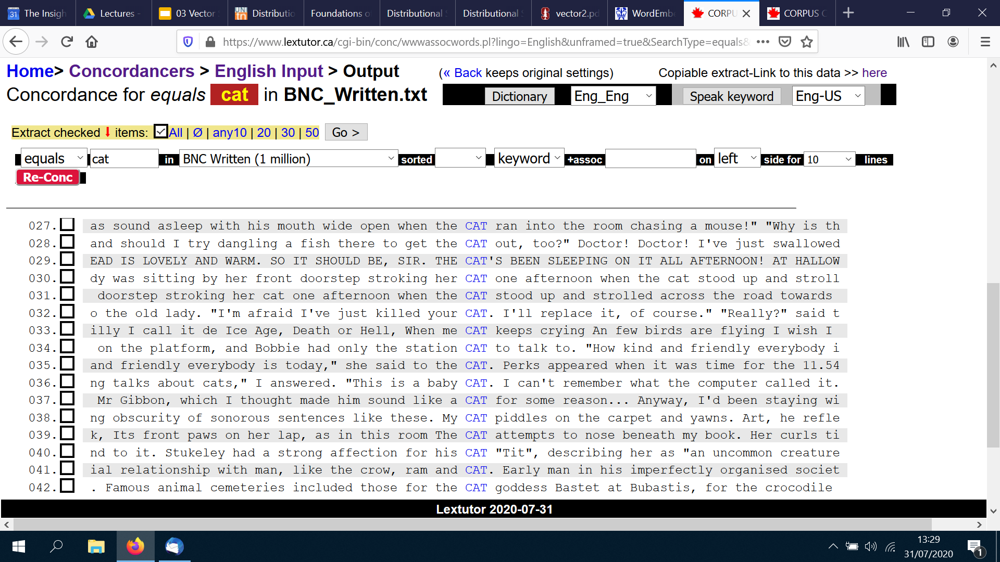 31 The Insigh
Lectures -
03 Vector
Distributio
Foundations o
Distributional
Distributional
vector2.pd
WordEmbe
CORPU
CORPUS C
https://www.lextutor.ca/cgi-bin/conc/wwwassocwords.pl?lingo=English&unframed=true&SearchType=equals&
Home> Concordancers > English Input > Output
(« Back keeps original settings)
Copiable extract-Link to this data >> here
Concordance for equals cat in BNC_Written.txt
Dictionary Eng_Eng Speak keyword Eng-US
Extract checked items: All | Ø | any10 | 20 | 30 | 50 Go >
equals cat in BNC Written (1 million) sorted keyword +assoc on left side for 10 lines
Re-Conc
027. as sound asleep with his mouth wide open when the CAT ran into the room chasing a mouse!" "Why is th
028. and should I try dangling a fish there to get the CAT out, too?" Doctor! Doctor! I've just swallowed
029. EAD IS LOVELY AND WARM. SO IT SHOULD BE, SIR. THE CAT'S BEEN SLEEPING ON IT ALL AFTERNOON! AT HALLOW
030. dy was sitting by her front doorstep stroking her CAT one afternoon when the cat stood up and stroll
031. doorstep stroking her cat one afternoon when the CAT stood up and strolled across the road towards
032. o the old lady. "I'm afraid I've just killed your CAT. I'll replace it, of course." "Really?" said t
033. illy I call it de Ice Age, Death or Hell, When me CAT keeps crying An few birds are flying I wish I
034. on the platform, and Bobbie had only the station CAT to talk to. "How kind and friendly everybody i
035. and friendly everybody is today," she said to the CAT. Perks appeared when it was time for the 11.54
036. ng talks about cats," I answered. "This is a baby CAT. I can't remember what the computer called it.
037. Mr Gibbon, which I thought made him sound like a CAT for some reason... Anyway, I'd been staying wi
038. ng obscurity of sonorous sentences like these. My CAT piddles on the carpet and yawns. Art, he refle
039. k, Its front paws on her lap, as in this room The CAT attempts to nose beneath my book. Her curls ti
040. nd to it. Stukeley had a strong affection for his CAT "Tit", describing her as "an uncommon creature
041. ial relationship with man, like the crow, ram and CAT. Early man in his imperfectly organised societ
042. . Famous animal cemeteries included those for the CAT goddess Bastet at Bubastis, for the crocodile
Lextutor 2020-07-31
13:29
31/07/2020
1